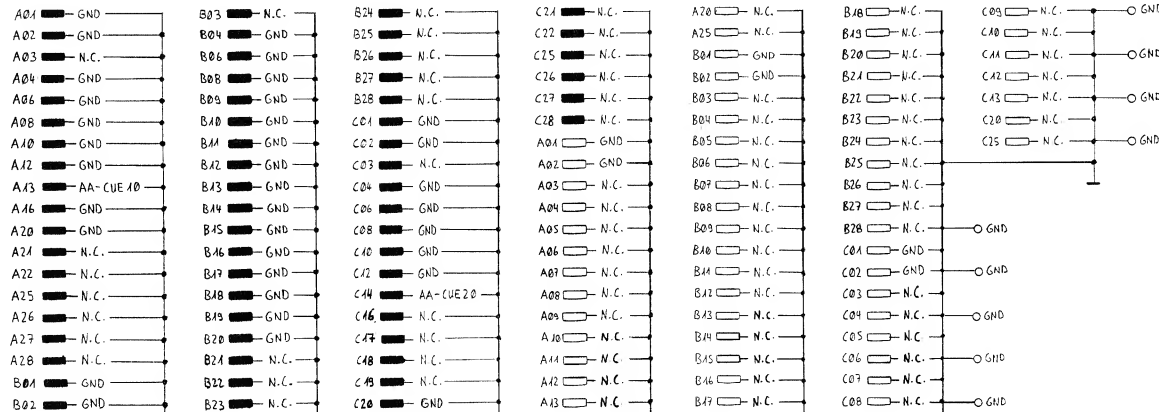 A01 GND
A02 GND
A03 N.C.
A04 GND
A06 GND
A08 GND
A10 GND
A12 GND
A13 AA-CUE 10
A16 GND
A20 GND
A21 N.C.
A22 N.C.
A25 N.C.
A26 N.C.
A27 N.C.
A28 N.C.
B01 GND
B02 GND
B03 N.C.
B04 GND
B06 GND
B08 GND
B09 GND
B10 GND
B11 GND
B12 GND
B13 GND
B14 GND
B15 GND
B16 GND
B17 GND
B18 GND
B19 GND
B20 GND
B21 N.C.
B22 N.C.
B23 N.C.
B24 N.C.
B25 N.C.
B26 N.C.
B27 N.C.
B28 N.C.
C01 GND
C02 GND
C03 N.C.
C04 GND
C06 GND
C08 GND
C10 GND
C12 GND
C14 AA-CUE20
C16. N.C.
C17 N.C.
C18 N.C.
C19 N.C.
C20 GND
C21 N.C.
C22 N.C.
C25 N.C.
C26 N.C.
C27 N.C.
C28 N.C.
A01 GND
A02 GND
A03 N.C.
A04 N.C.
A05 N.C.
A06 N.C.
A07 N.C.
A08 N.C.
A09 N.C.
A10 N.C.
A11 N.C.
A12 N.C.
A13 N.C.
A20 N.C.
A25 N.C.
B01 GND
B02 GND
B03 N.C.
B04 N.C.
B05 N.C.
B06 N.C.
B07 N.C.
B08 N.C.
B09 N.C.
B10 N.C.
B11 N.C.
B12 N.C.
B13 N.C.
B14 N.C.
B15 N.C.
B16 N.C.
B17 N.C.
B18 N.C.
B19 N.C.
B20 N.C.
B21 N.C.
B22 N.C.
B23 N.C.
B24 N.C.
B25 N.C.
B26 N.C.
B27 N.C.
B28 N.C. GND
C01 GND
C02 GND GND
C03 N.C.
C04 N.C. GND
C05 N.C
C06 N.C. GND
C07 N.C.
C08 N.C. GND
C09 N.C. GND
C10 N.C.
C11 N.C. GND
C12 N.C.
C13 N.C. GND
C20 N.C.
C25 N.C. GND